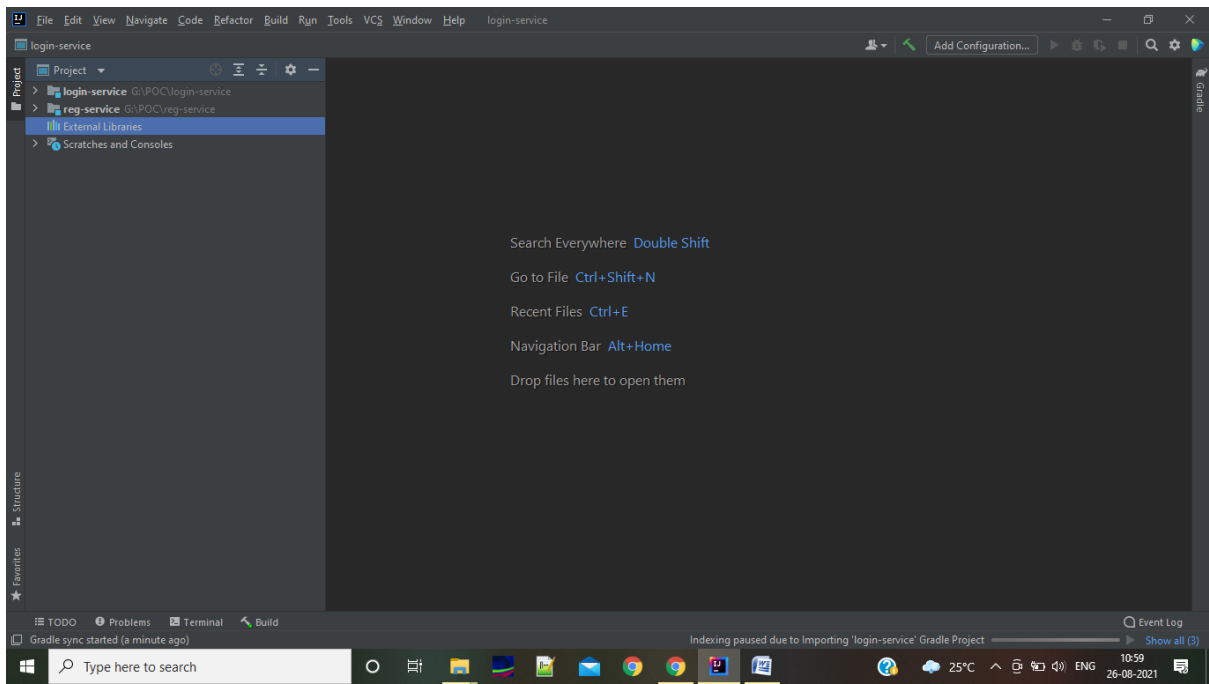 File Edit View Navigate Code Refactor Build Run Tools VCS Window Help login-service
login-service
Add Configuration...
Project
Project
login-service G:\POC\login-service
reg-service G:\POC\reg-service
External Libraries
Scratches and Consoles
Gradle
Search Everywhere Double Shift
Go to File Ctrl+Shift+N
Recent Files Ctrl+E
Navigation Bar Alt+Home
Drop files here to open them
Structure
Favorites
TODO Problems Terminal Build Event Log
Gradle sync started (a minute ago) Indexing paused due to Importing 'login-service' Gradle Project Show all (3)
Type here to search 25°C ENG 10:59
26-08-2021